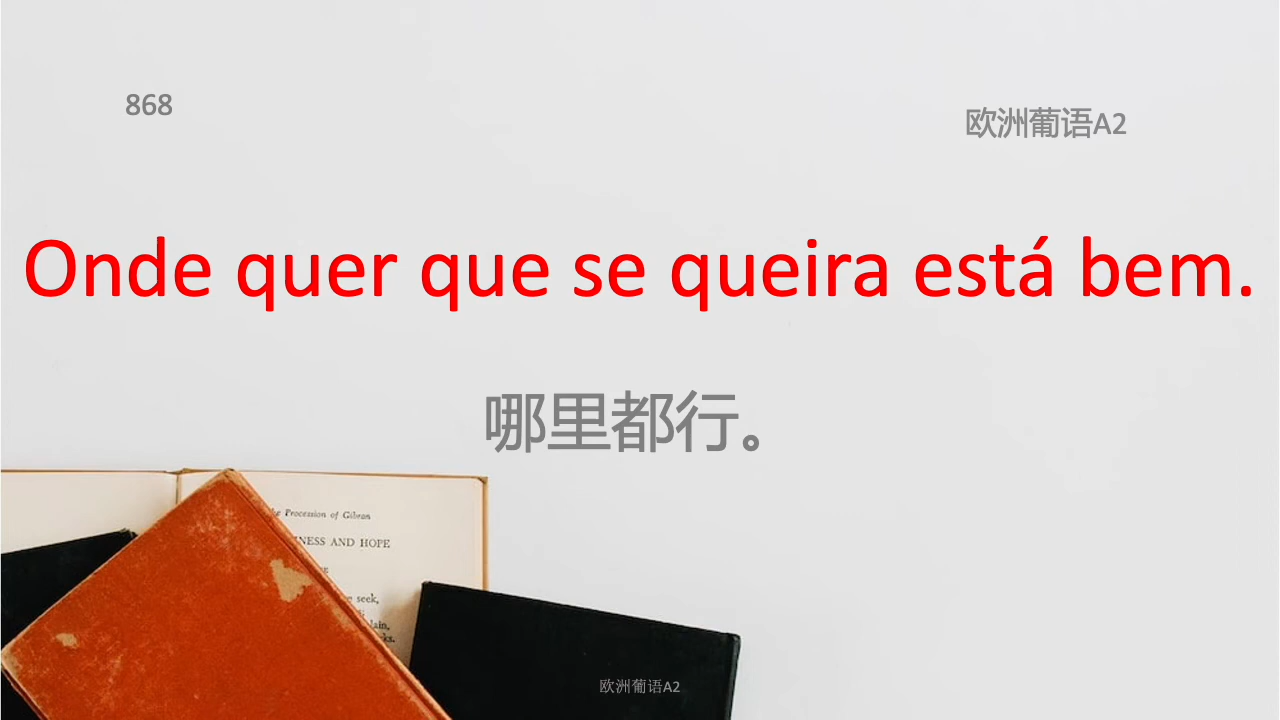 868
欧洲葡语A2
Onde quer que se queira está bem.
哪里都行。
Procession of Gibran
AND HOPE
seek,
欧洲葡语A2